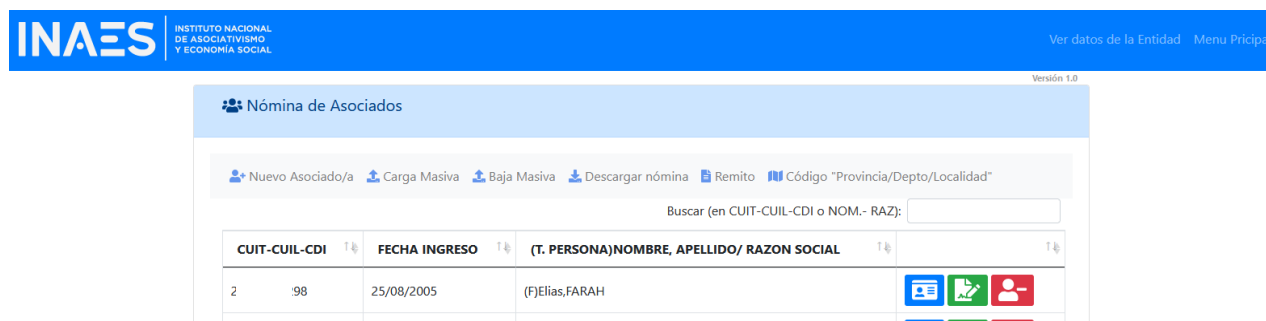 INAES INSTITUTO NACIONAL
DE ASOCIATIVISMO
Y ECONOMÍA SOCIAL
Ver datos de la Entidad Menu Pricipa
Versión 1.0
Nómina de Asociados
Nuevo Asociado/a Carga Masiva Baja Masiva Descargar nómina Remito Código "Provincia/Depto/Localidad"
Buscar (en CUIT-CUIL-CDI o NOM.- RAZ):
CUIT-CUIL-CDI FECHA INGRESO (T. PERSONA)NOMBRE, APELLIDO/ RAZON SOCIAL
2 98 25/08/2005 (F)Elias,FARAH